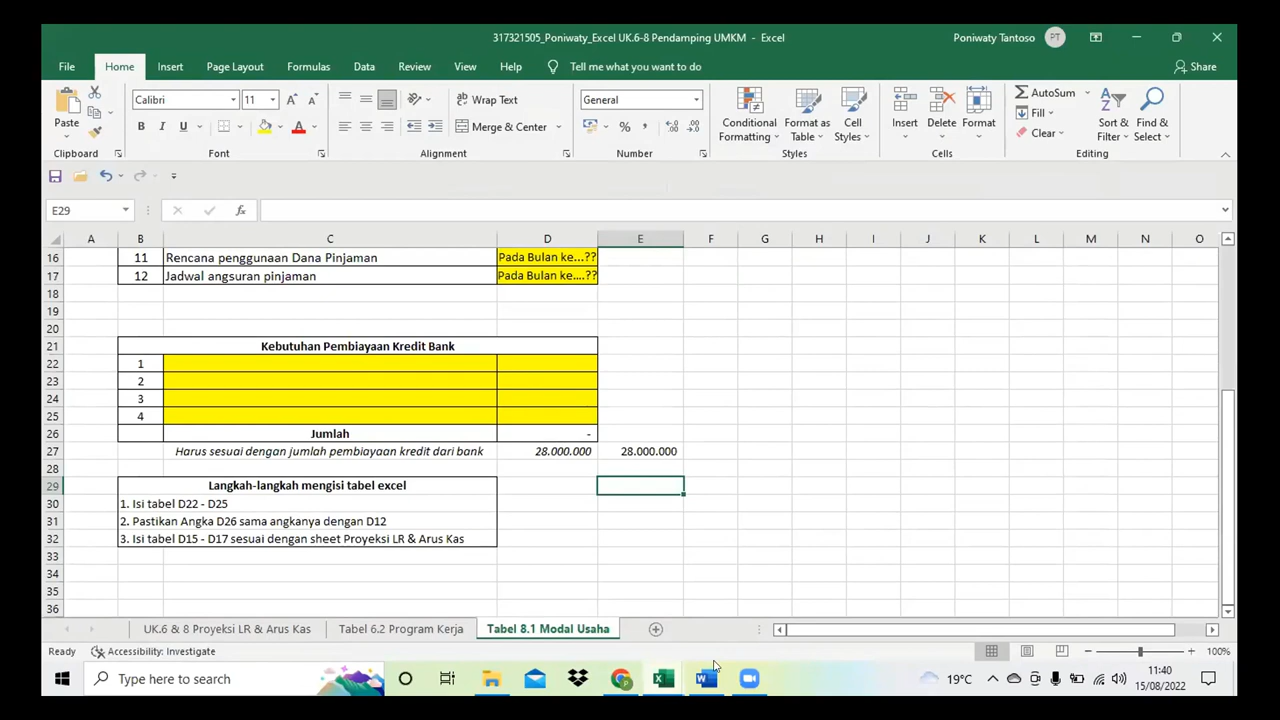 317321505_Poniwaty_Excel UK.6-8 Pendamping UMKM - Excel
Poniwaty Tantoso
PT
File
Home
Insert
Page Layout
Formulas
Data
Review
View
Help
Tell me what you want to do
Share
Paste
Clipboard
Calibri
11
B
I
U
Font
Wrap Text
Merge & Center
Alignment
General
%
Number
Conditional Formatting
Format as Table
Cell Styles
Styles
Insert
Delete
Format
Cells
AutoSum
Fill
Clear
Sort & Filter
Find & Select
Editing
E29
fx
A B C D E F G H I J K L M N O
16 11 Rencana penggunaan Dana Pinjaman Pada Bulan ke...??
17 12 Jadwal angsuran pinjaman Pada Bulan ke....??
18
19
20
21 Kebutuhan Pembiayaan Kredit Bank
22 1
23 2
24 3
25 4
26 Jumlah -
27 Harus sesuai dengan jumlah pembiayaan kredit dari bank 28.000.000 28.000.000
28
29 Langkah-langkah mengisi tabel excel
30 1. Isi tabel D22 - D25
31 2. Pastikan Angka D26 sama angkanya dengan D12
32 3. Isi tabel D15 - D17 sesuai dengan sheet Proyeksi LR & Arus Kas
33
34
35
36
UK.6 & 8 Proyeksi LR & Arus Kas
Tabel 6.2 Program Kerja
Tabel 8.1 Modal Usaha
Ready
Accessibility: Investigate
100%
Type here to search
19°C
11:40
15/08/2022